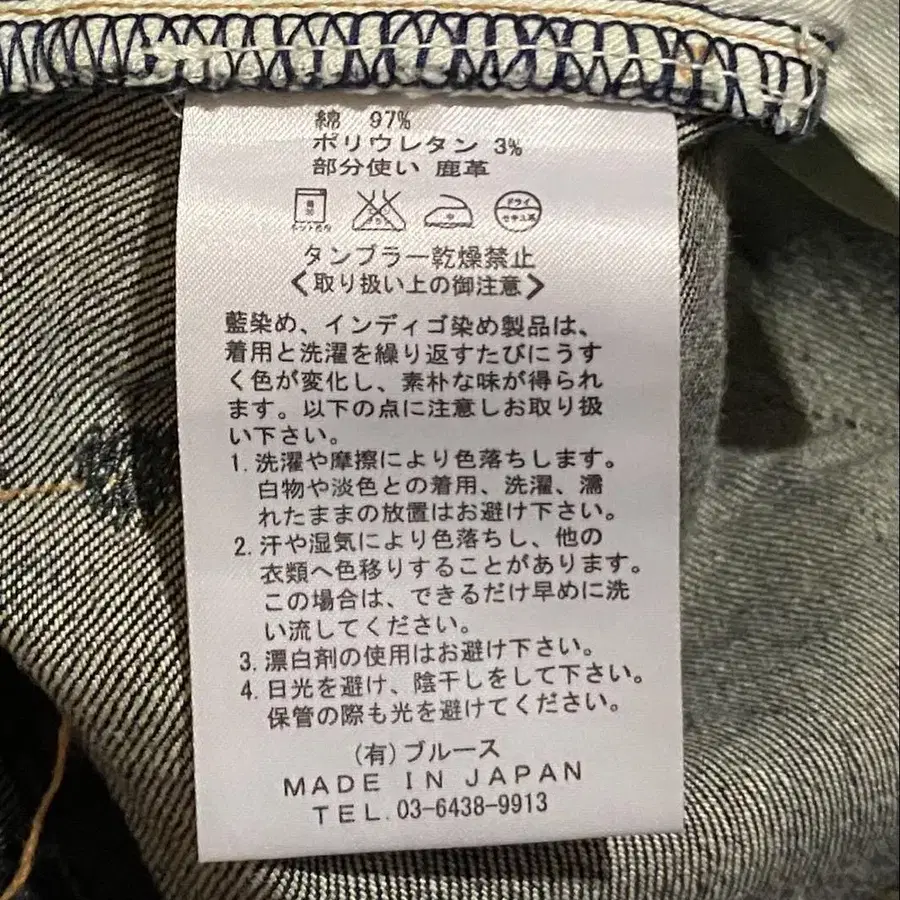 綿 97%
ポリウレタン 3%
部分使い 鹿革
ドライ
セキユ系
タンブラー乾燥禁止
〈取り扱い上の御注意〉
藍染め、インディゴ染め製品は、
着用と洗濯を繰り返すたびにうす
く色が変化し、素朴な味が得られ
ます。以下の点に注意しお取り扱
い下さい。
1. 洗濯や摩擦により色落ちします。
白物や淡色との着用、洗濯、濡
れたままの放置はお避け下さい。
2. 汗や湿気により色落ちし、他の
衣類へ色移りすることがあります。
この場合は、できるだけ早めに洗
い流してください。
3. 漂白剤の使用はお避け下さい。
4. 日光を避け、陰干しをして下さい。
保管の際も光を避けてください。
(有)ブルース
MADE IN JAPAN
TEL. 03-6438-9913